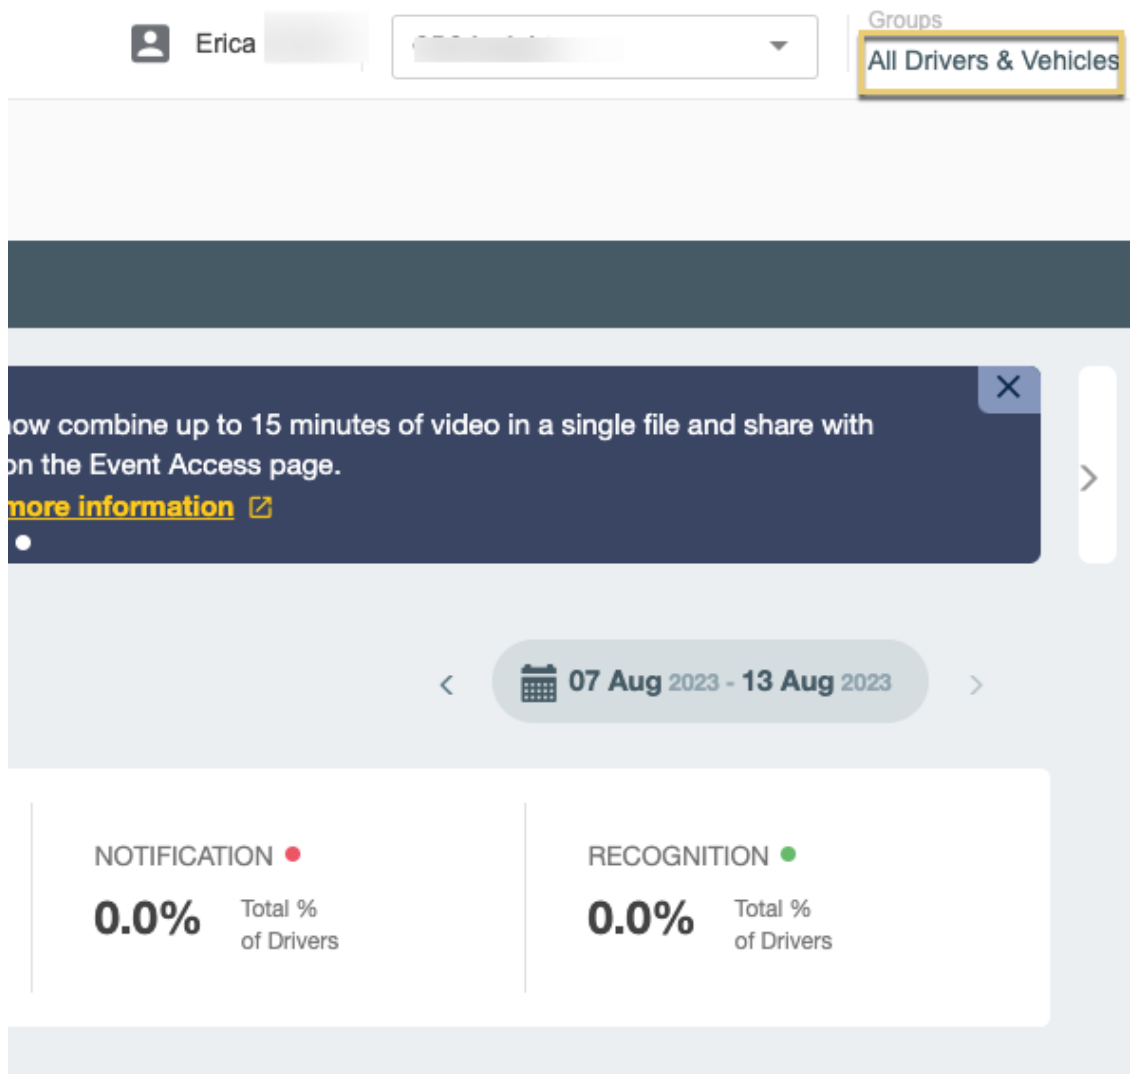 Erica
Groups
All Drivers & Vehicles
now combine up to 15 minutes of video in a single file and share with
on the Event Access page.
more information
07 Aug 2023 - 13 Aug 2023
NOTIFICATION
0.0% Total %
of Drivers
RECOGNITION
0.0% Total %
of Drivers